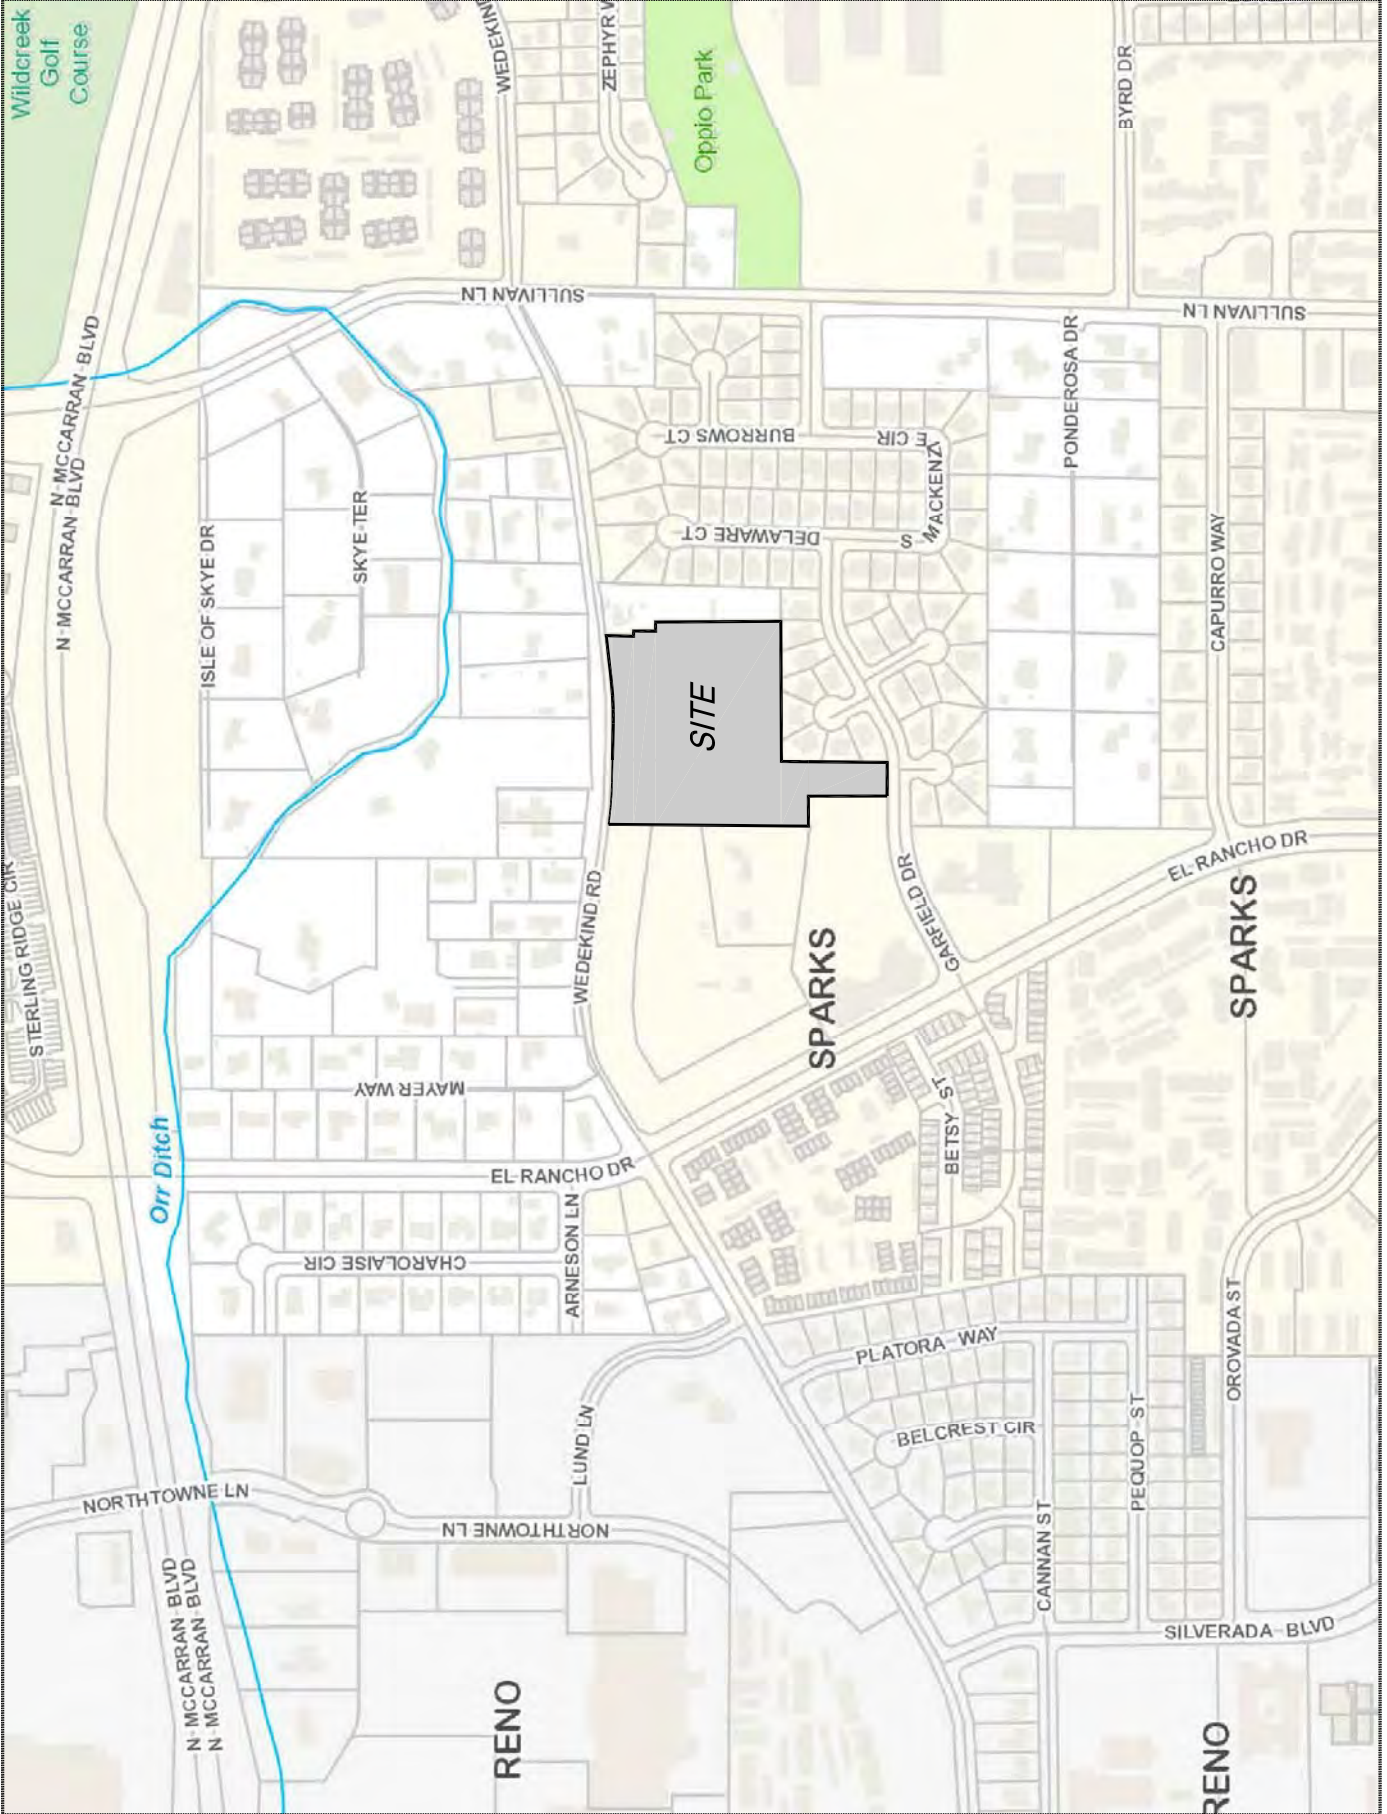 Wildcreek
Golf
Course
WEDEKIN
ZEPHYR W
Oppio Park
BYRD DR
N-MCCARRAN-BLVD
N-MCCARRAN-BLVD
SULLIVAN LN
SULLIVAN LN
ISLE OF SKYE DR
SKYE-TER
BURROWS CT
E CIR
MACKENZ
S
DELAWARE CT
PONDEROSA DR
CAPURRO WAY
SITE
STERLING RIDGE CIR
WEDEKIND RD
GARFIELD DR
EL-RANCHO DR
SPARKS
SPARKS
MAYER WAY
Orr Ditch
EL-RANCHO DR
BETSY-ST
CHAROLAISE CIR
ARNESON LN
PLATORA-WAY
OROVADA ST
LUND LN
BELCREST CIR
PEQUOP-ST
NORTHTOWNE LN
NORTHTOWNE LN
CANNAN ST
SILVERADA-BLVD
N-MCCARRAN-BLVD
N-MCCARRAN-BLVD
RENO
RENO